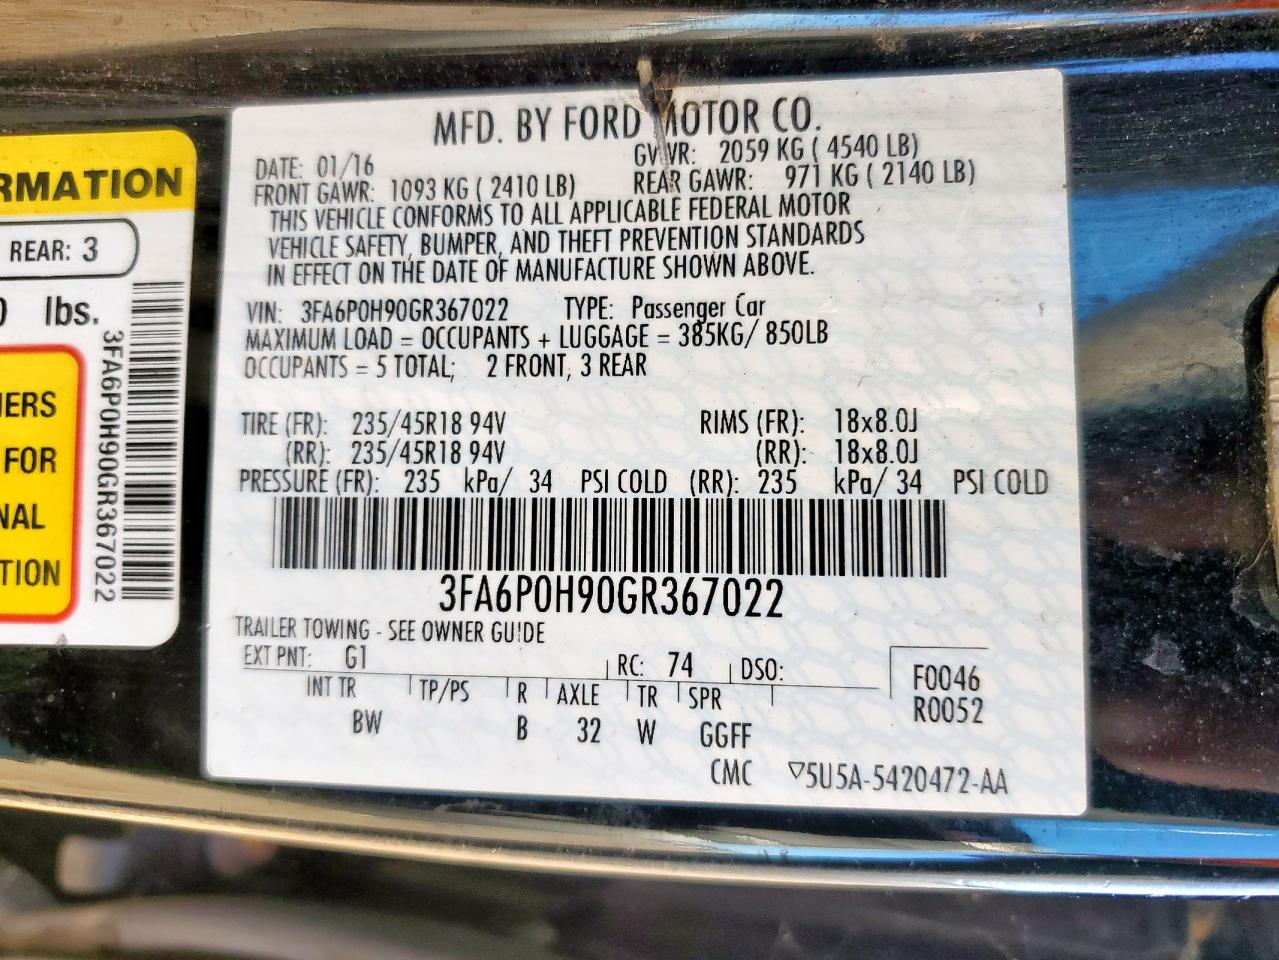 RMATION
REAR: 3
0 lbs.
3FA6P0H90GR367022
ERS
FOR
NAL
TION
MFD. BY FORD MOTOR CO.
DATE: 01/16 GVWR: 2059 KG ( 4540 LB)
FRONT GAWR: 1093 KG ( 2410 LB) REAR GAWR: 971 KG ( 2140 LB)
THIS VEHICLE CONFORMS TO ALL APPLICABLE FEDERAL MOTOR
VEHICLE SAFETY, BUMPER, AND THEFT PREVENTION STANDARDS
IN EFFECT ON THE DATE OF MANUFACTURE SHOWN ABOVE.
VIN: 3FA6P0H90GR367022 TYPE: Passenger Car
MAXIMUM LOAD = OCCUPANTS + LUGGAGE = 385KG/ 850LB
OCCUPANTS = 5 TOTAL; 2 FRONT, 3 REAR
TIRE (FR): 235/45R18 94V RIMS (FR): 18x8.0J
(RR): 235/45R18 94V (RR): 18x8.0J
PRESSURE (FR): 235 kPa/ 34 PSI COLD (RR): 235 kPa/ 34 PSI COLD
3FA6P0H90GR367022
TRAILER TOWING - SEE OWNER GUIDE
EXT PNT: G1 RC: 74 DSO: F0046
INT TR TP/PS R AXLE TR SPR R0052
BW B 32 W GGFF
CMC ▽5U5A-5420472-AA